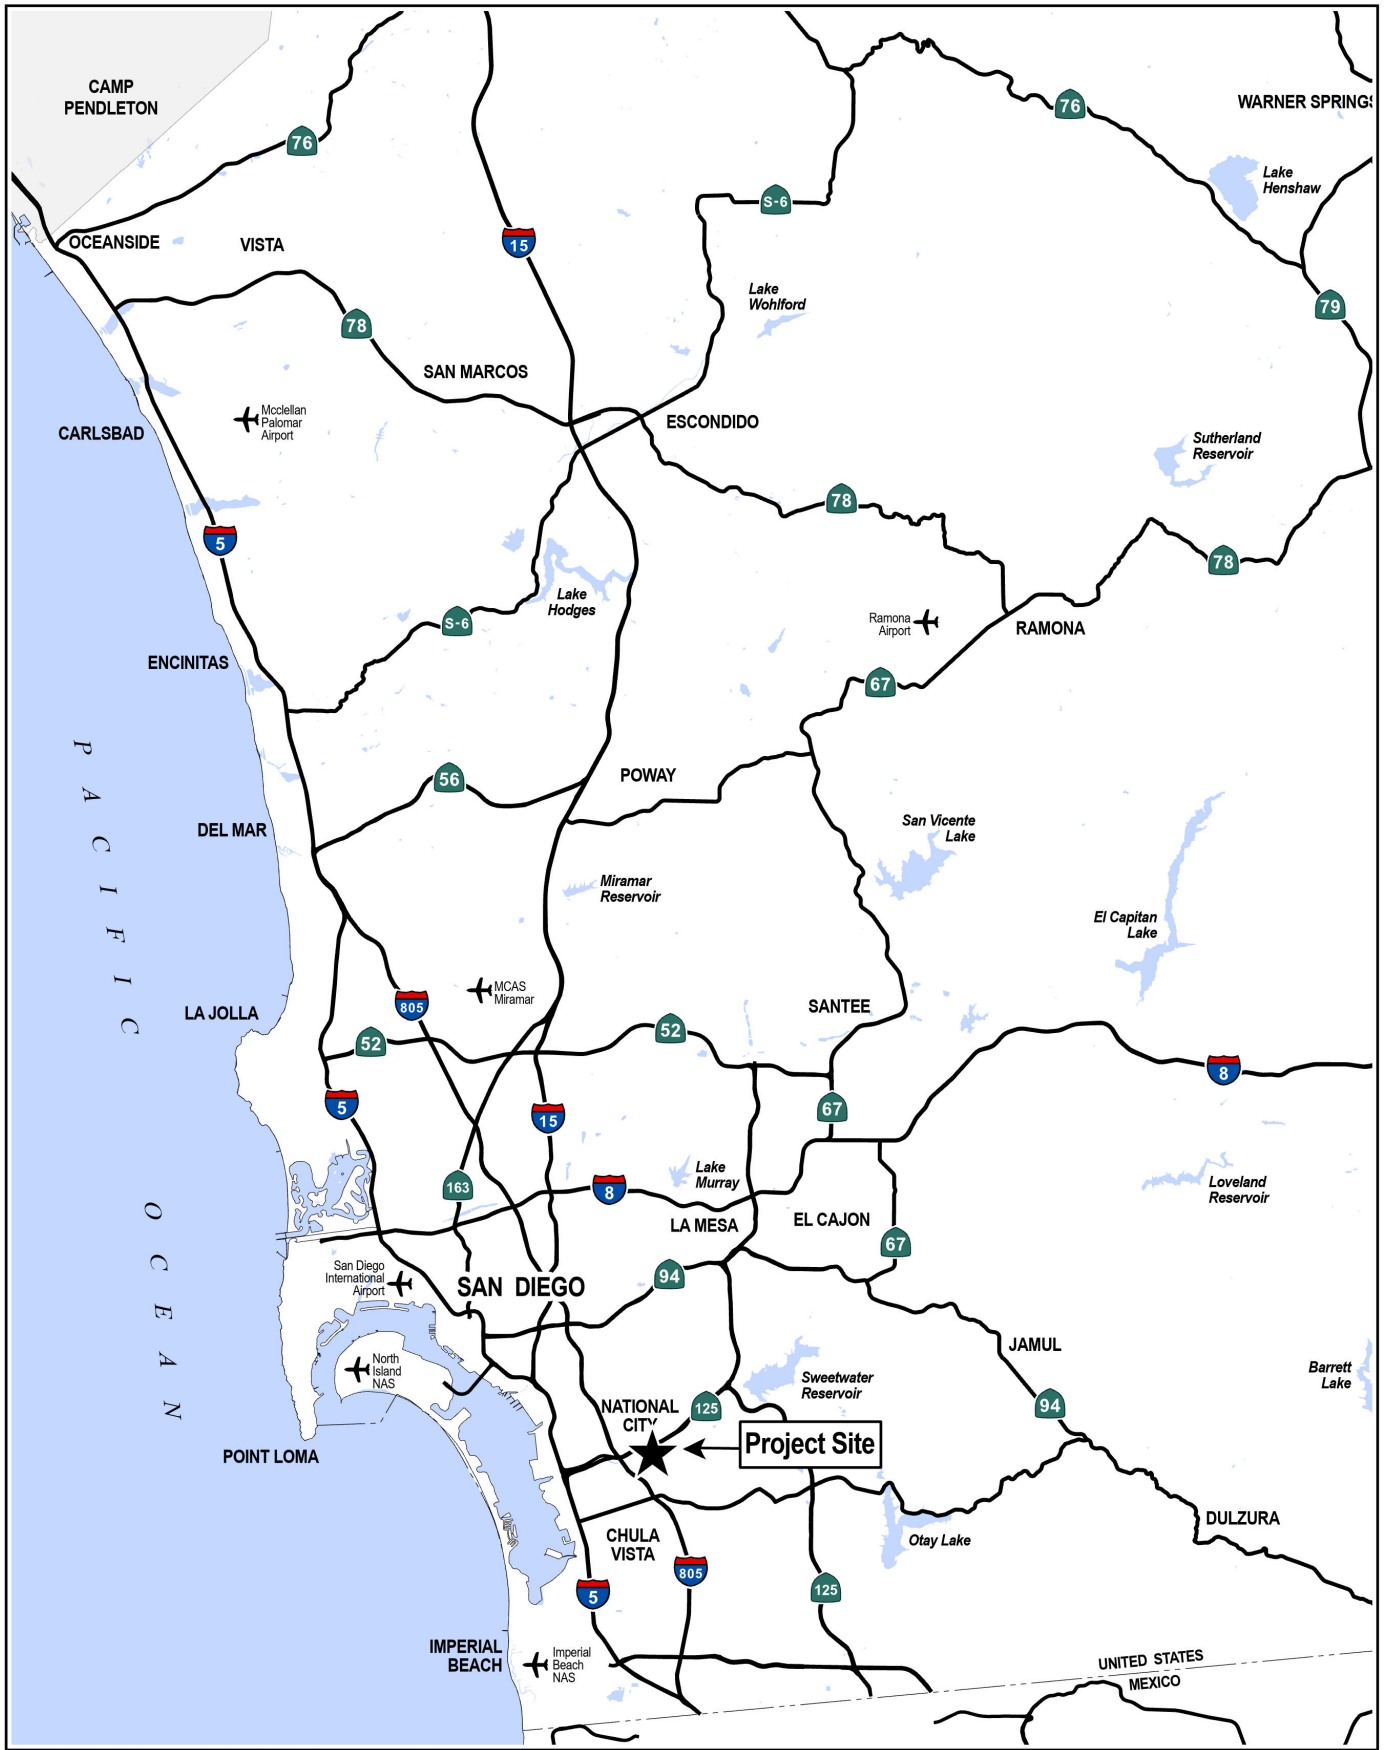 CAMP
PENDLETON
76
WARNER SPRINGS
76
Lake
Henshaw
S-6
OCEANSIDE
VISTA
15
Lake
Wohlford
79
78
SAN MARCOS
Mcclellan
Palomar
Airport
CARLSBAD
ESCONDIDO
Sutherland
Reservoir
78
5
78
Lake
Hodges
S-6
Ramona
Airport
RAMONA
ENCINITAS
67
PACIFIC
OCEAN
56
POWAY
DEL MAR
San Vicente
Lake
Miramar
Reservoir
El Capitan
Lake
MCAS
Miramar
805
LA JOLLA
SANTEE
52
52
8
5
15
67
Lake
Murray
163
8
Loveland
Reservoir
LA MESA
EL CAJON
67
San Diego
International
Airport
SAN DIEGO
94
JAMUL
North
Island
NAS
Sweetwater
Reservoir
Barrett
Lake
NATIONAL
CITY
125
94
Project Site
POINT LOMA
DULZURA
CHULA
VISTA
Otay Lake
805
5
125
IMPERIAL
BEACH
Imperial
Beach
NAS
UNITED STATES
MEXICO